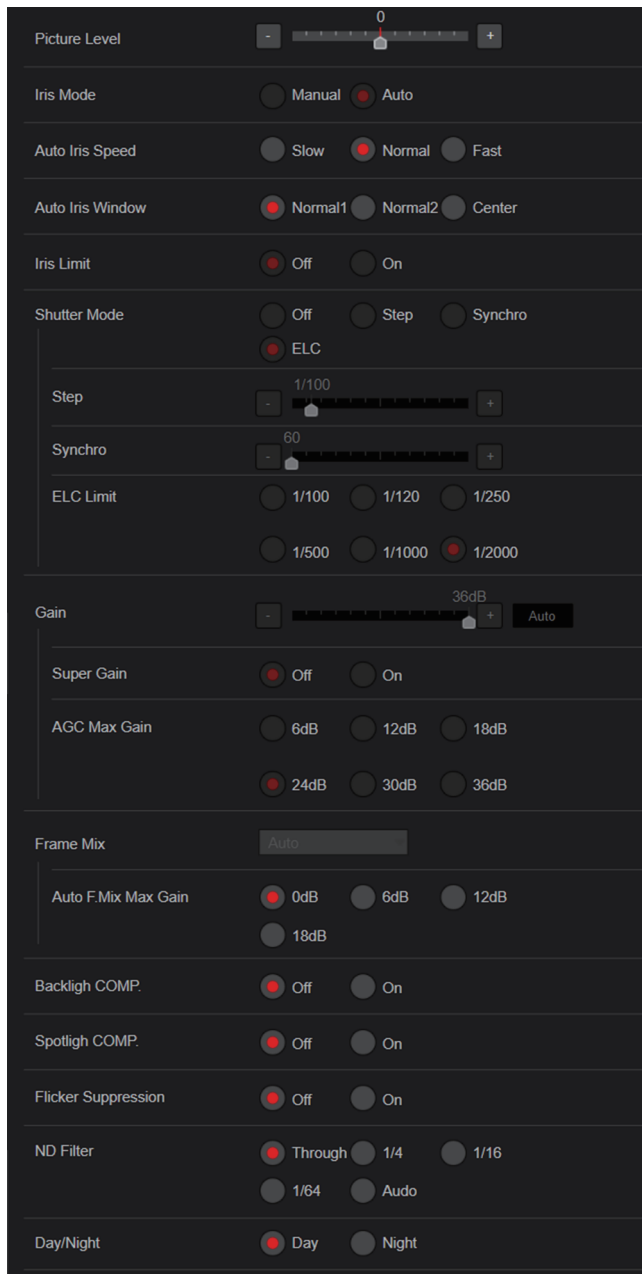 0
Picture Level - +
Iris Mode Manual Auto
Auto Iris Speed Slow Normal Fast
Auto Iris Window Normal1 Normal2 Center
Iris Limit Off On
Shutter Mode Off Step Synchro
ELC
1/100
Step - +
60
Synchro - +
ELC Limit 1/100 1/120 1/250
1/500 1/1000 1/2000
36dB
Gain - + Auto
Super Gain Off On
AGC Max Gain 6dB 12dB 18dB
24dB 30dB 36dB
Frame Mix Auto
Auto F.Mix Max Gain 0dB 6dB 12dB
18dB
Backligh COMP. Off On
Spotligh COMP. Off On
Flicker Suppression Off On
ND Filter Through 1/4 1/16
1/64 Audo
Day/Night Day Night